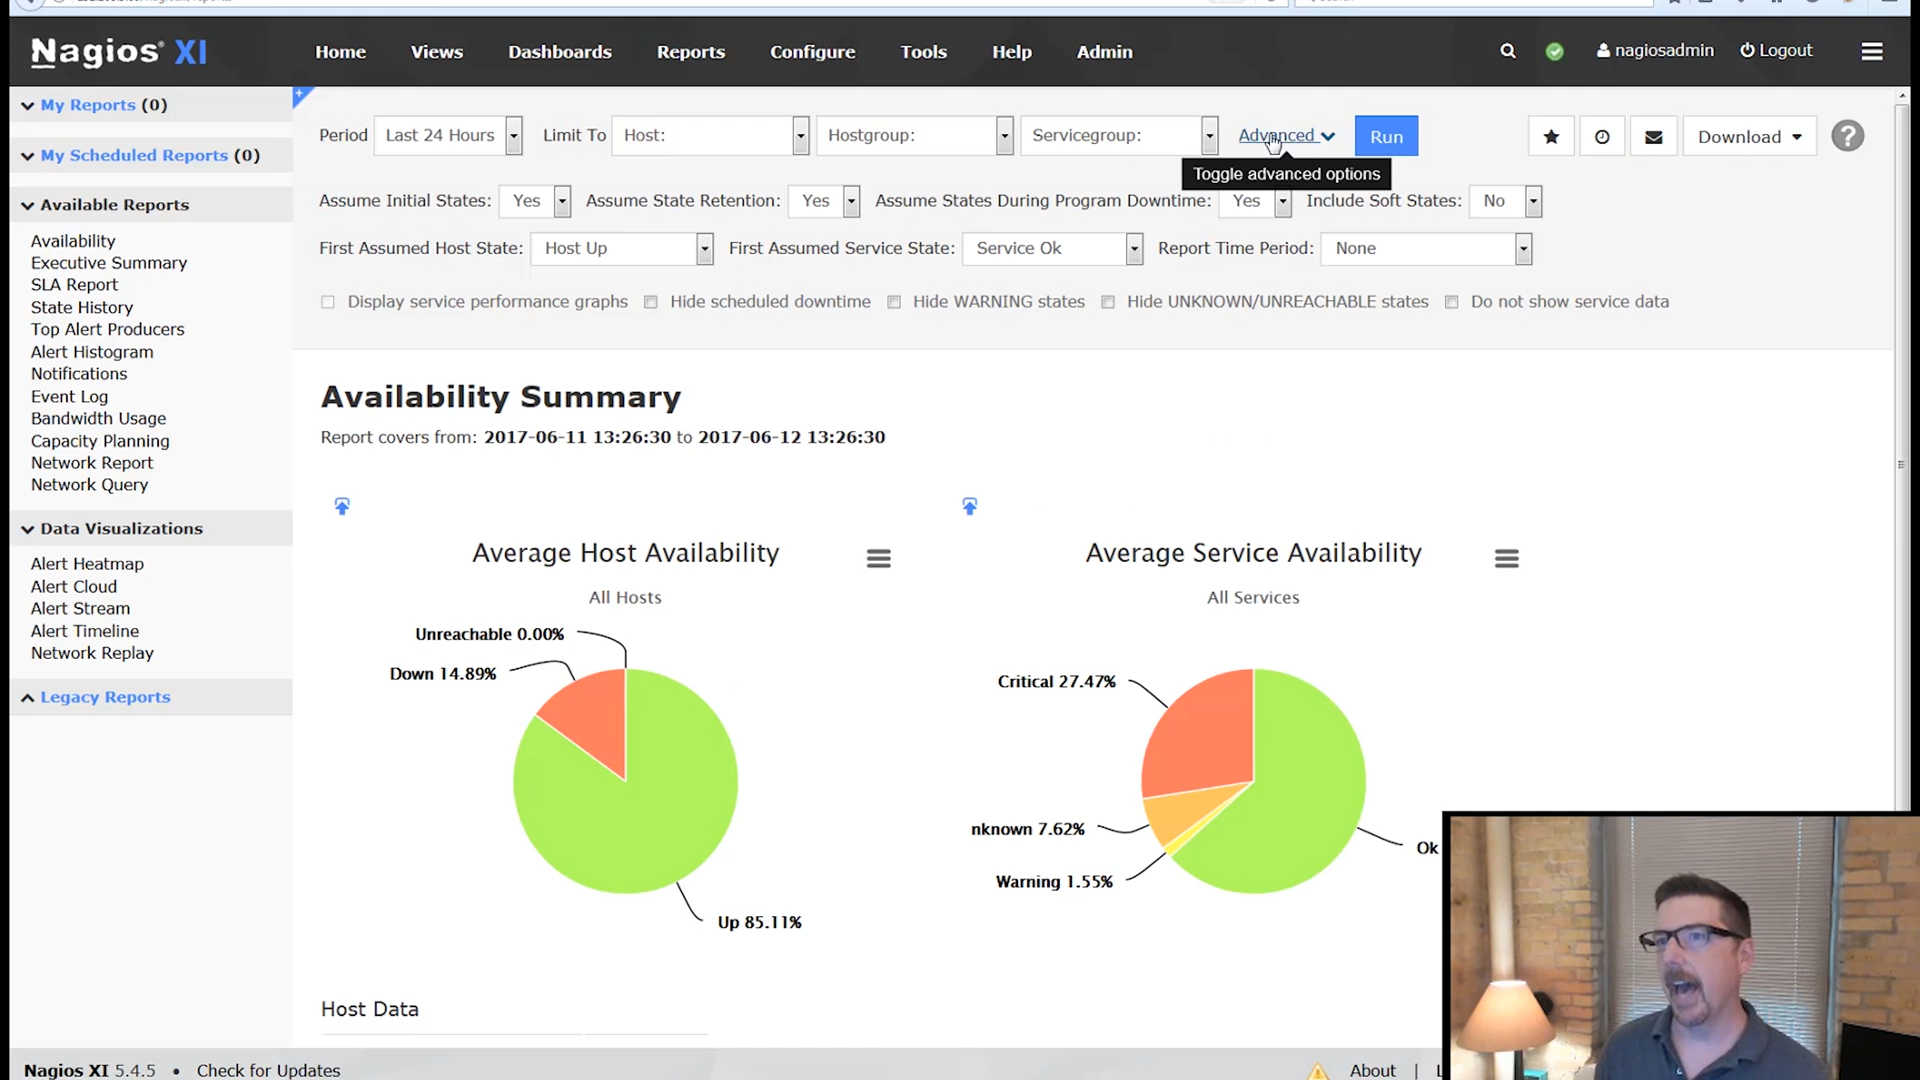 Nagios® XI
Home Views Dashboards Reports Configure Tools Help Admin
nagiosadmin Logout
My Reports (0)
My Scheduled Reports (0)
Available Reports
Availability
Executive Summary
SLA Report
State History
Top Alert Producers
Alert Histogram
Notifications
Event Log
Bandwidth Usage
Capacity Planning
Network Report
Network Query
Data Visualizations
Alert Heatmap
Alert Cloud
Alert Stream
Alert Timeline
Network Replay
Legacy Reports
Period Last 24 Hours Limit To Host: Hostgroup: Servicegroup: Advanced Run Download ?
Toggle advanced options
Assume Initial States: Yes Assume State Retention: Yes Assume States During Program Downtime: Yes Include Soft States: No
First Assumed Host State: Host Up First Assumed Service State: Service Ok Report Time Period: None
Display service performance graphs Hide scheduled downtime Hide WARNING states Hide UNKNOWN/UNREACHABLE states Do not show service data
Availability Summary
Report covers from: 2017-06-11 13:26:30 to 2017-06-12 13:26:30
Average Host Availability
All Hosts
Unreachable 0.00%
Down 14.89%
Up 85.11%
Average Service Availability
All Services
Critical 27.47%
nknown 7.62%
Warning 1.55%
Ok
Host Data
Nagios XI 5.4.5 • Check for Updates
About |